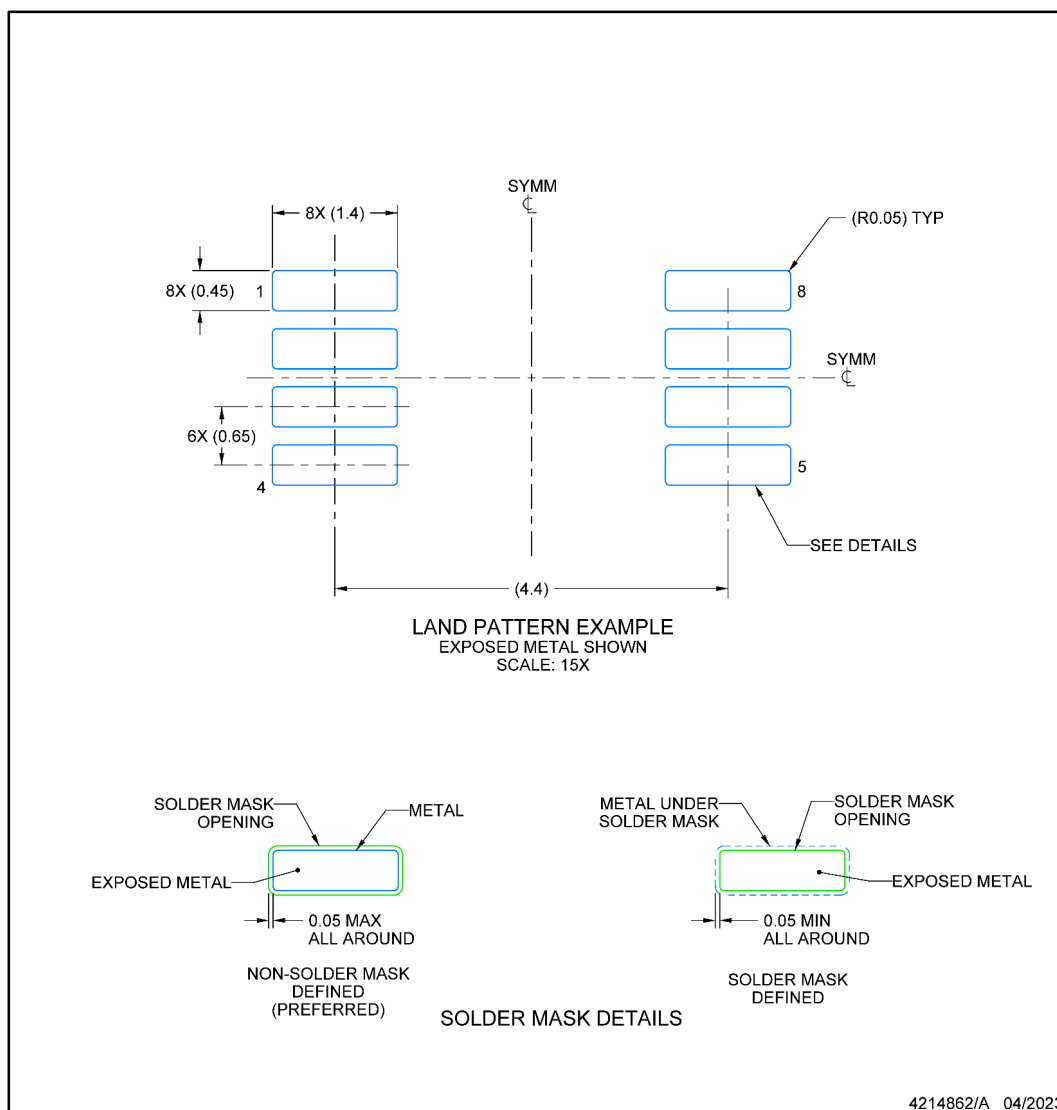 SYMM
℄
8X (1.4)
(R0.05) TYP
8X (0.45)
1
8
SYMM
℄
6X (0.65)
4
5
SEE DETAILS
(4.4)
LAND PATTERN EXAMPLE
EXPOSED METAL SHOWN
SCALE: 15X
SOLDER MASK
OPENING
METAL
EXPOSED METAL
0.05 MAX
ALL AROUND
NON-SOLDER MASK
DEFINED
(PREFERRED)
METAL UNDER
SOLDER MASK
SOLDER MASK
OPENING
EXPOSED METAL
0.05 MIN
ALL AROUND
SOLDER MASK
DEFINED
SOLDER MASK DETAILS
4214862/A 04/2023